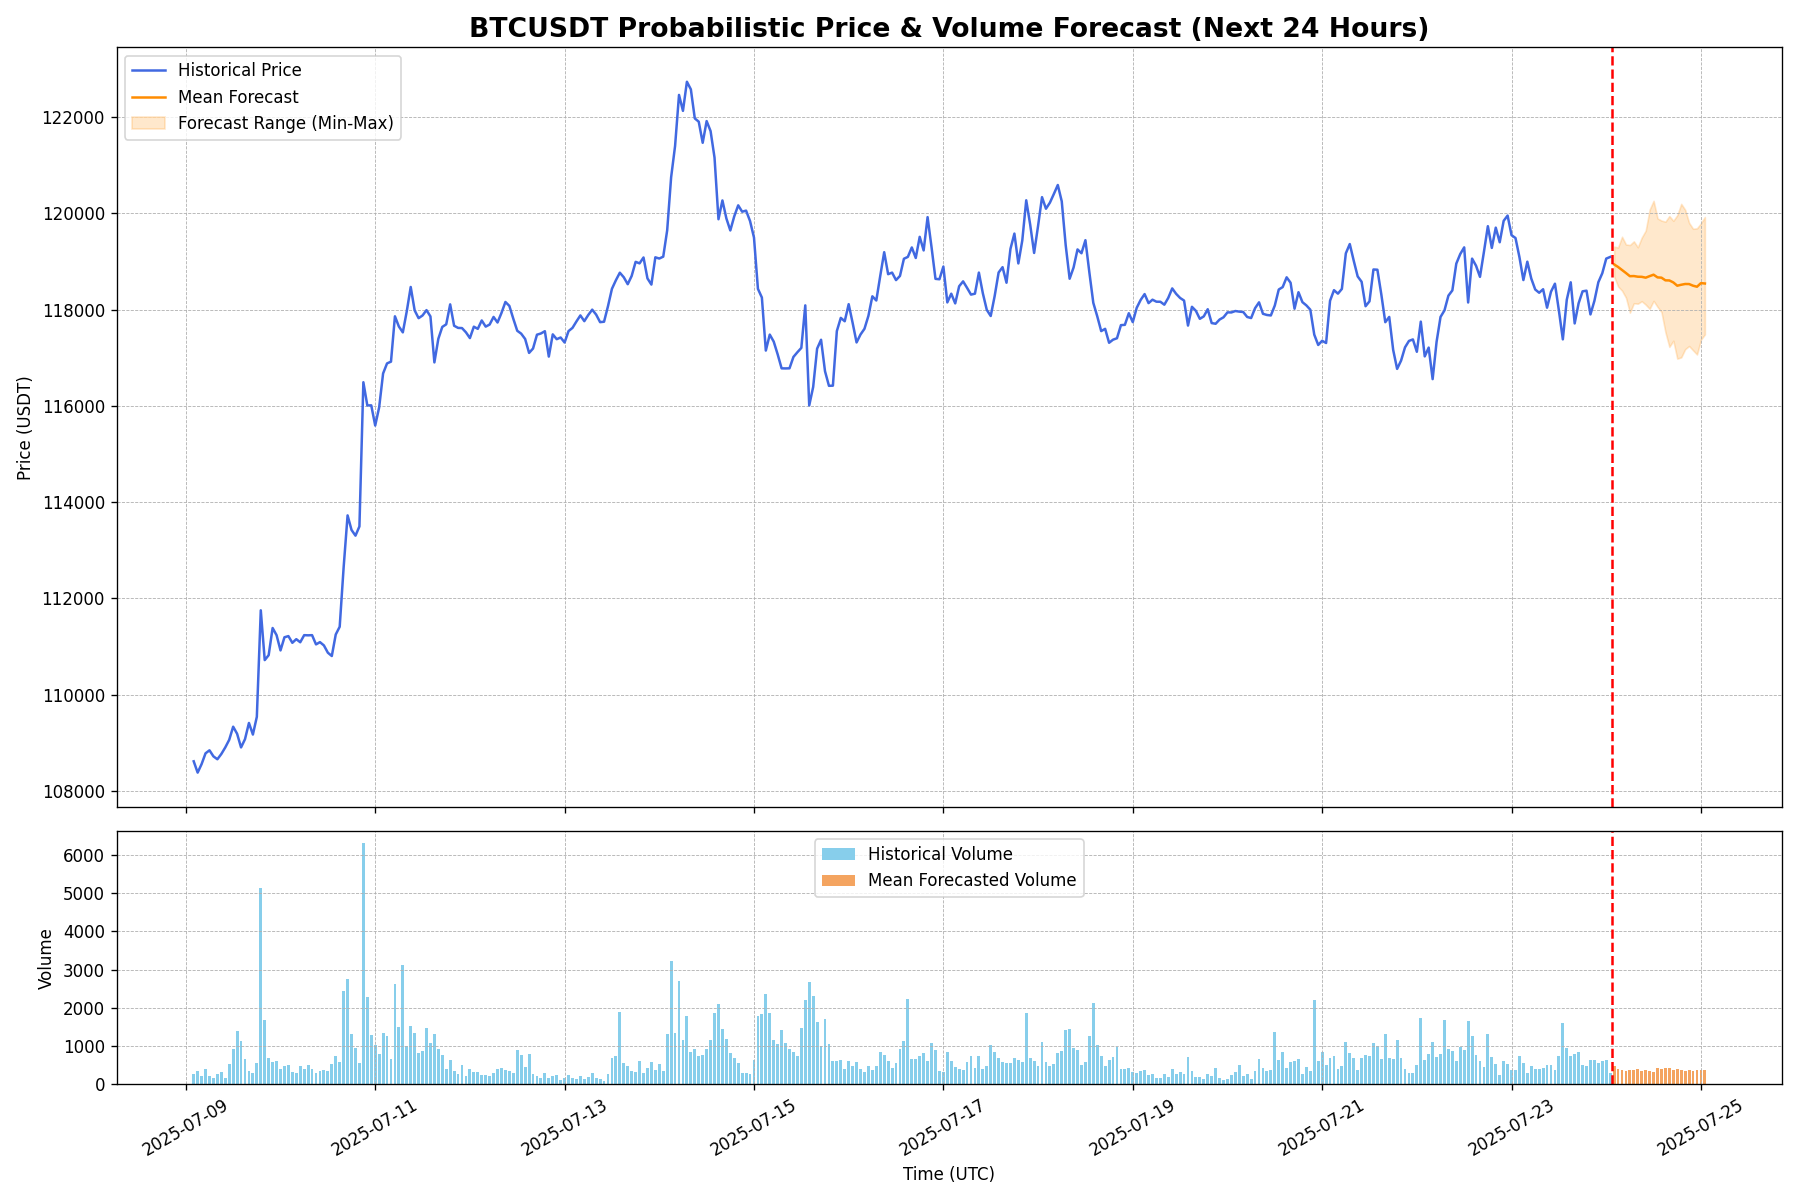 BTCUSDT Probabilistic Price & Volume Forecast (Next 24 Hours)
Historical Price
Mean Forecast
Forecast Range (Min-Max)
122000
120000
118000
116000
114000
112000
110000
108000
Price (USDT)
Historical Volume
Mean Forecasted Volume
6000
5000
4000
3000
2000
1000
0
Volume
2025-07-09
2025-07-11
2025-07-13
2025-07-15
2025-07-17
2025-07-19
2025-07-21
2025-07-23
2025-07-25
Time (UTC)